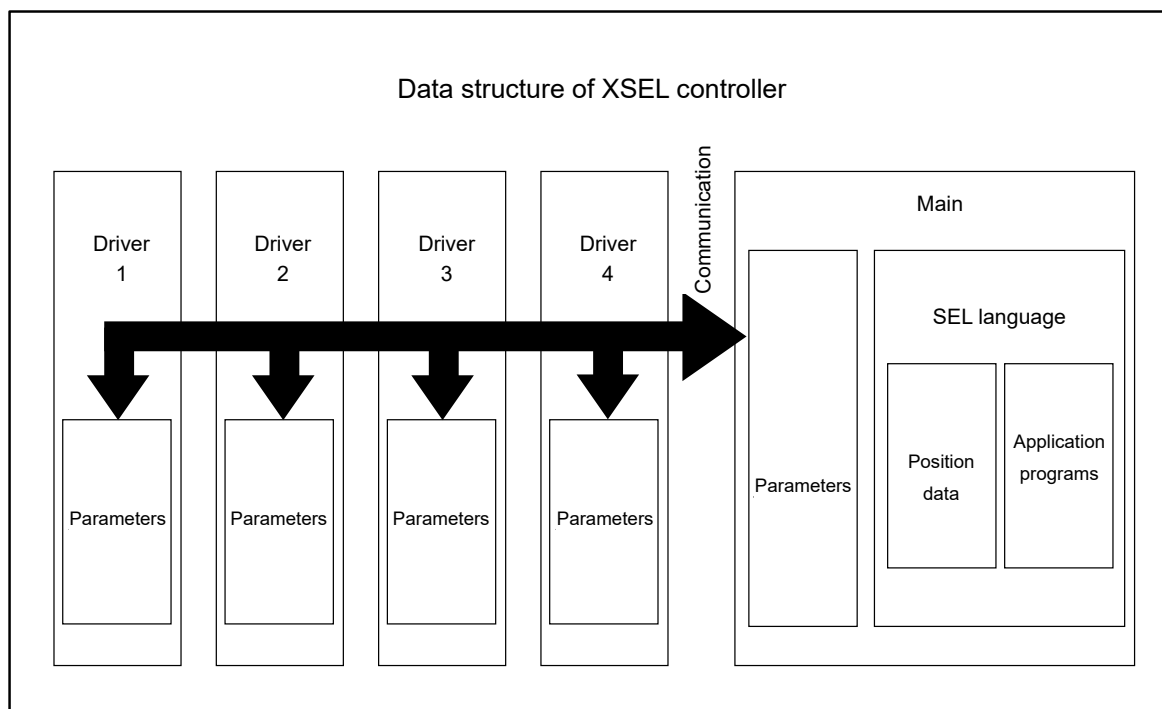 Data structure of XSEL controller
Communication
Driver
1
Driver
2
Driver
3
Driver
4
Main
SEL language
Parameters
Parameters
Parameters
Parameters
Parameters
Position
data
Application
programs